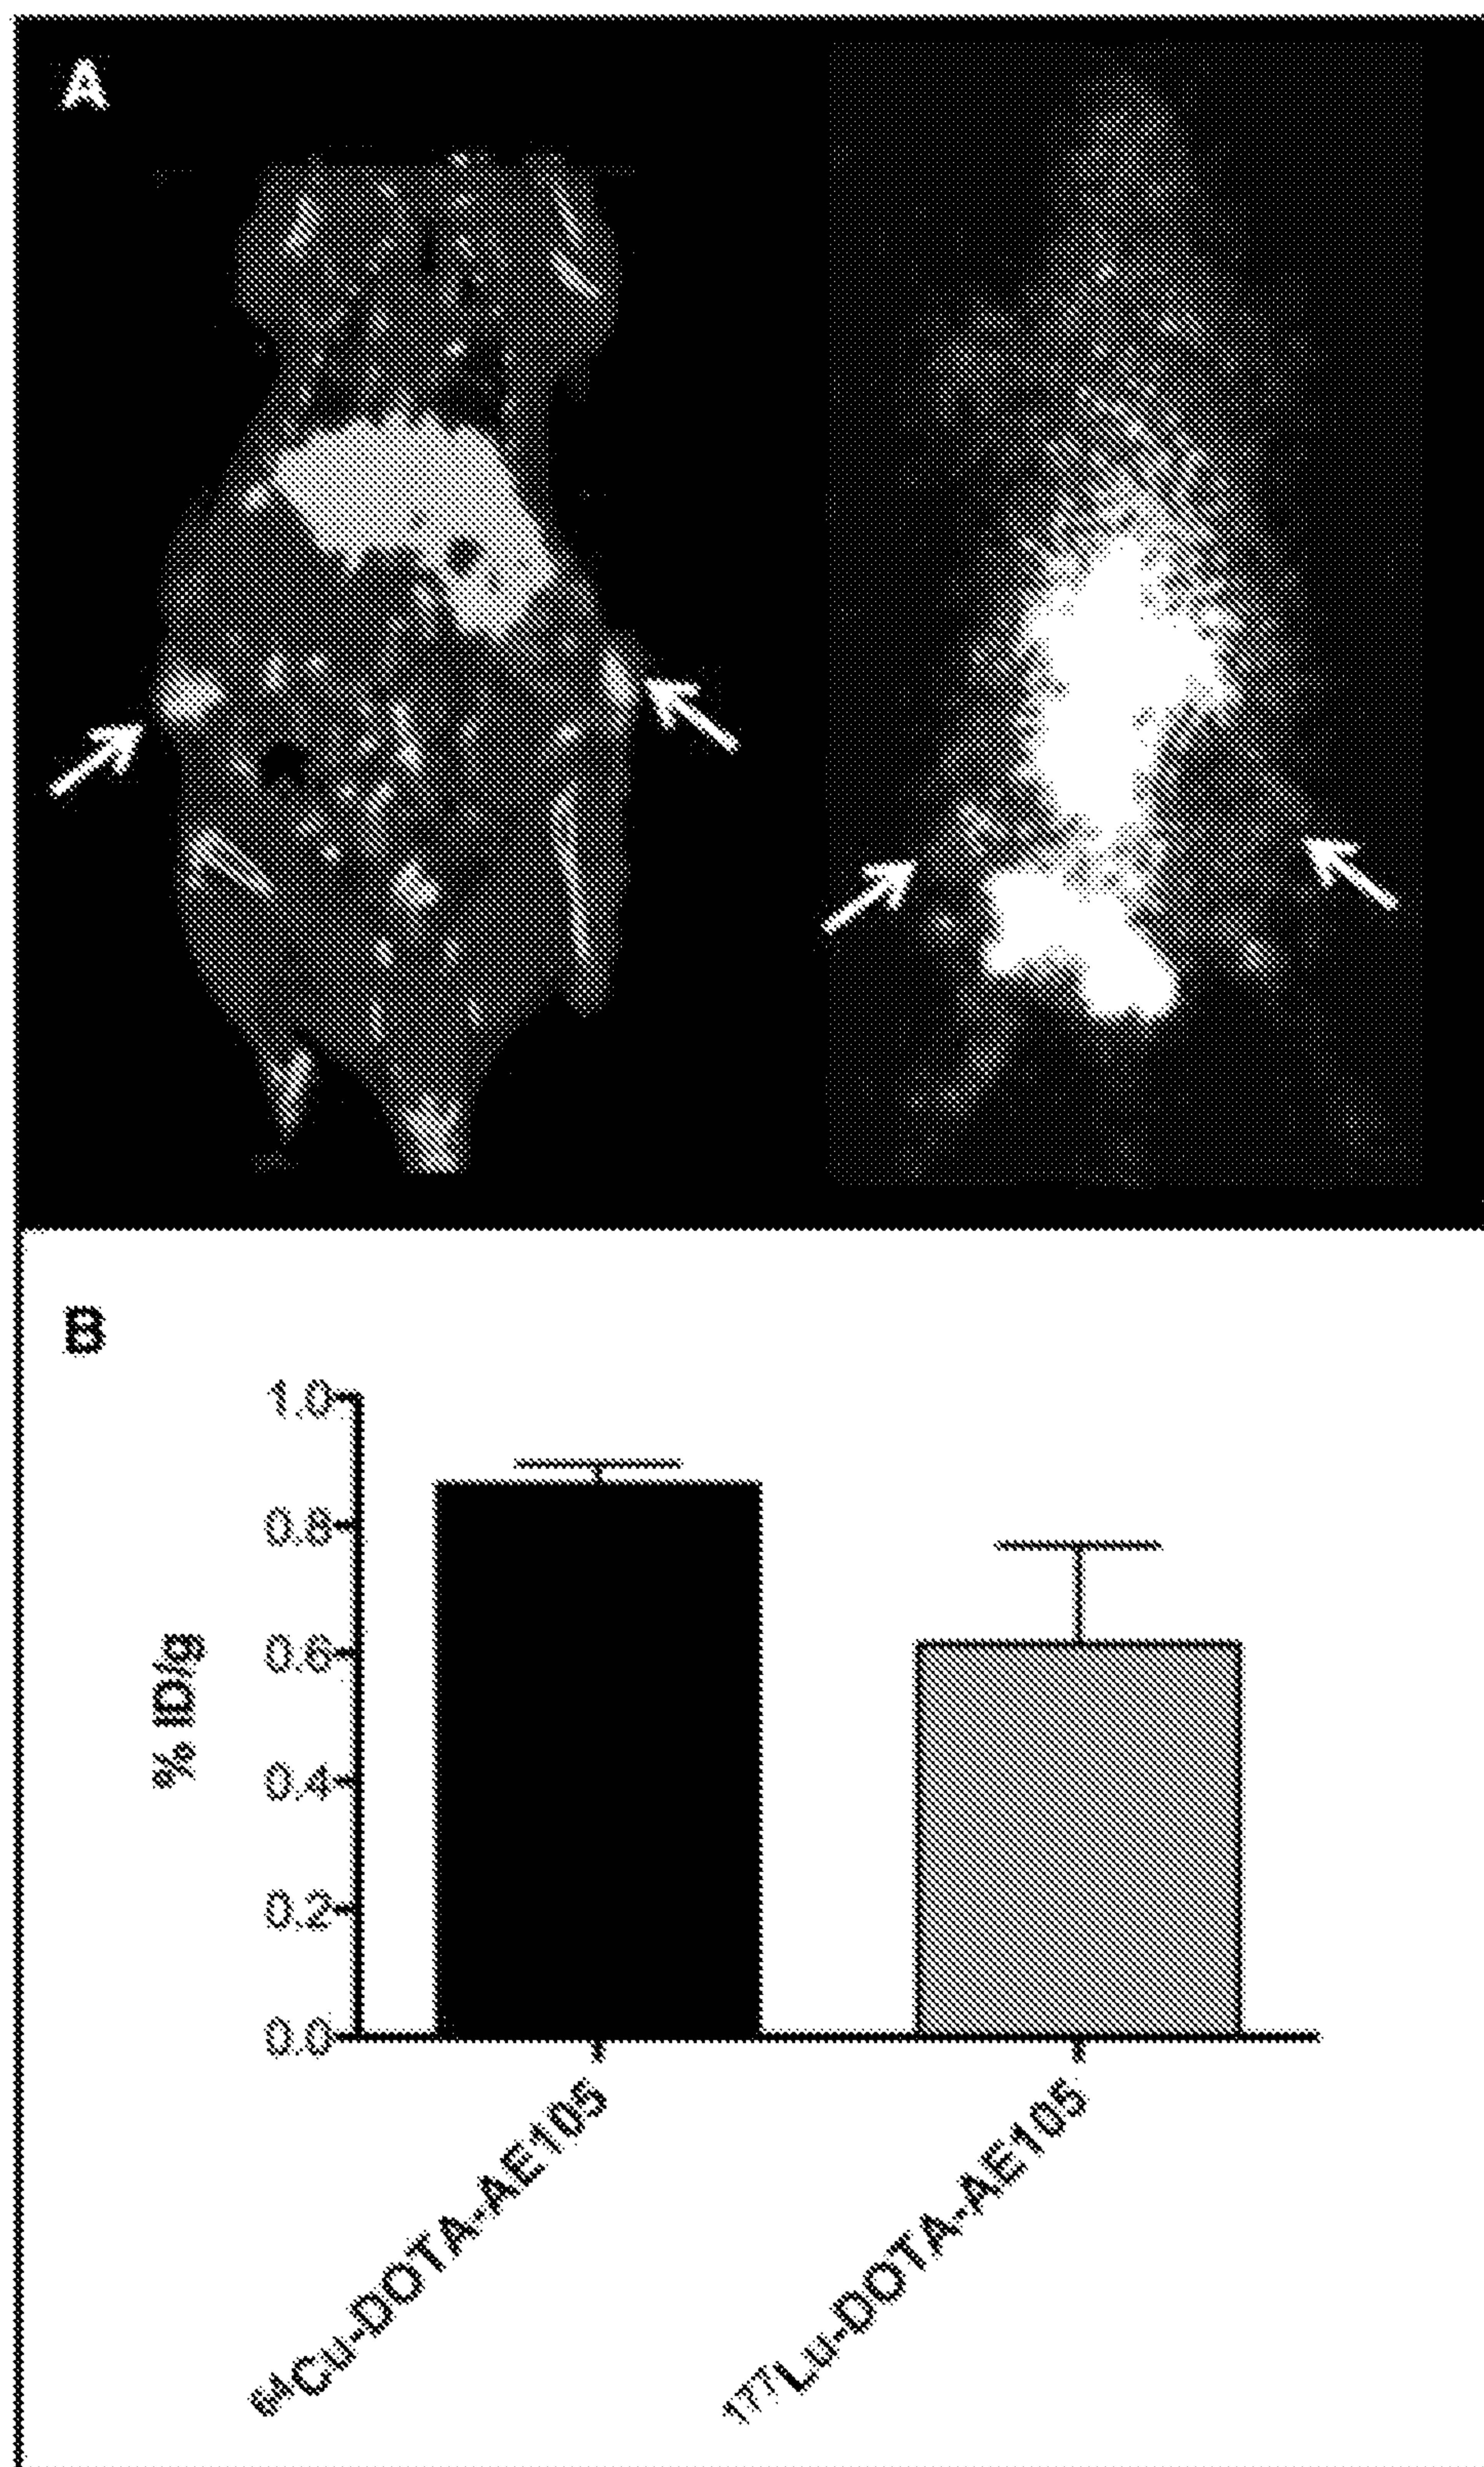 A
B
% ID/g
1.0
0.8
0.6
0.4
0.2
0.0
⁶⁴Cu-DOTA-AE105
¹⁷⁷Lu-DOTA-AE105